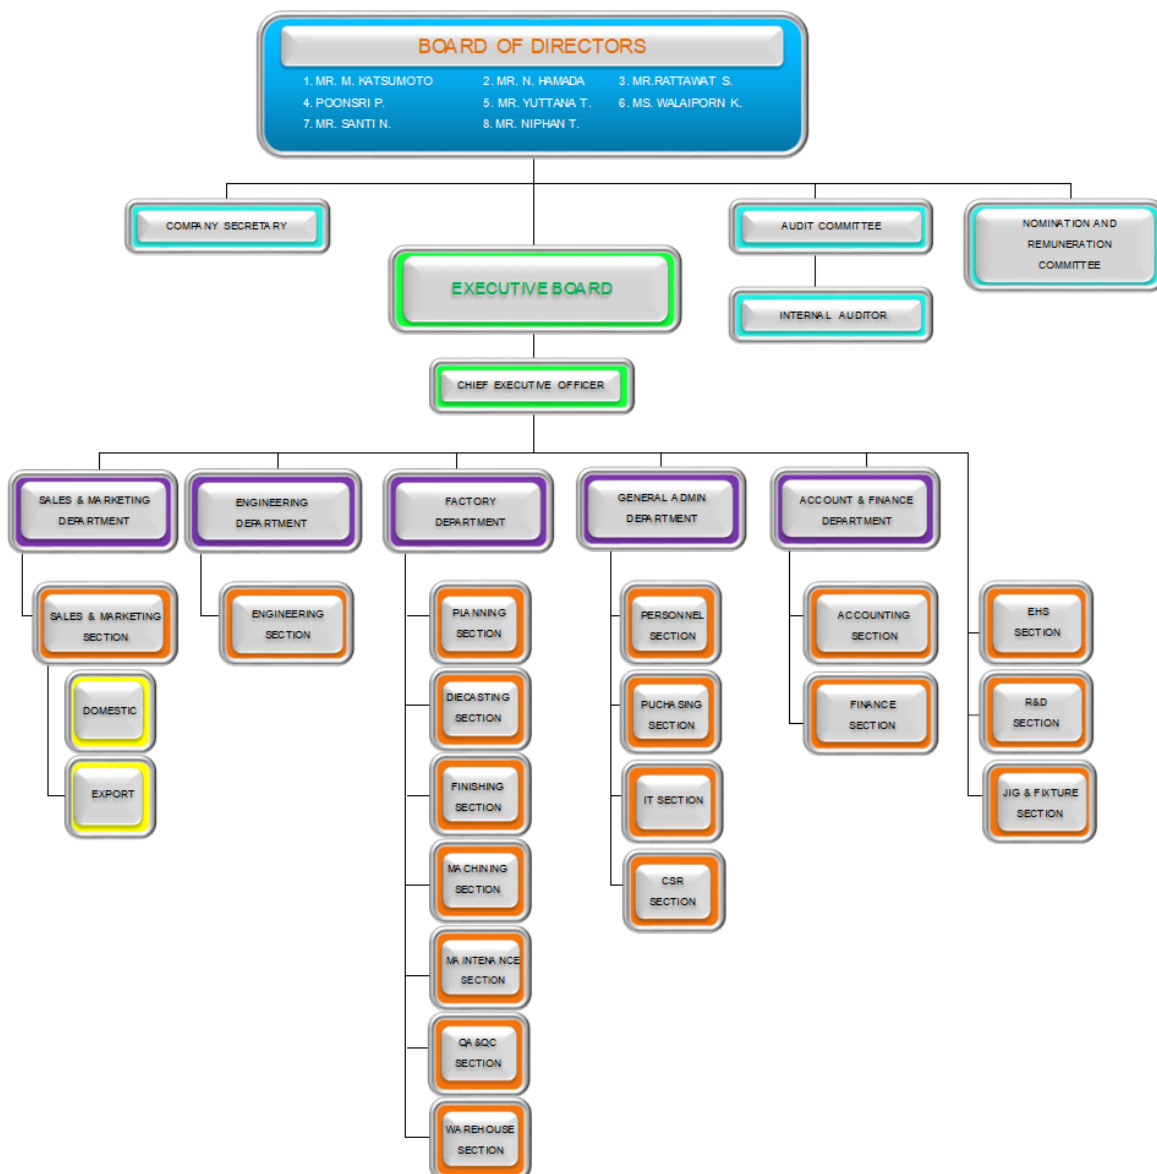 BOARD OF DIRECTORS
1. MR. M. KATSUMOTO 2. MR. N. HAMADA 3. MR.RATTAWAT S.
4. POONSRI P. 5. MR. YUTTANA T. 6. MS. WALAIPORN K.
7. MR. SANTI N. 8. MR. NIPHAN T.
COMPANY SECRETARY
AUDIT COMMITTEE
NOMINATION AND
REMUNERATION
COMMITTEE
EXECUTIVE BOARD
INTERNAL AUDITOR
CHIEF EXECUTIVE OFFICER
SALES & MARKETING
DEPARTMENT
ENGINEERING
DEPARTMENT
FACTORY
DEPARTMENT
GENERAL ADMIN
DEPARTMENT
ACCOUNT & FINANCE
DEPARTMENT
SALES & MARKETING
SECTION
DOMESTIC
EXPORT
ENGINEERING
SECTION
PLANNING
SECTION
DIECASTING
SECTION
FINISHING
SECTION
MACHINING
SECTION
MAINTENANCE
SECTION
QA&QC
SECTION
WAREHOUSE
SECTION
PERSONNEL
SECTION
PUCHASING
SECTION
IT SECTION
CSR
SECTION
ACCOUNTING
SECTION
FINANCE
SECTION
EHS
SECTION
R&D
SECTION
JIG & FIXTURE
SECTION